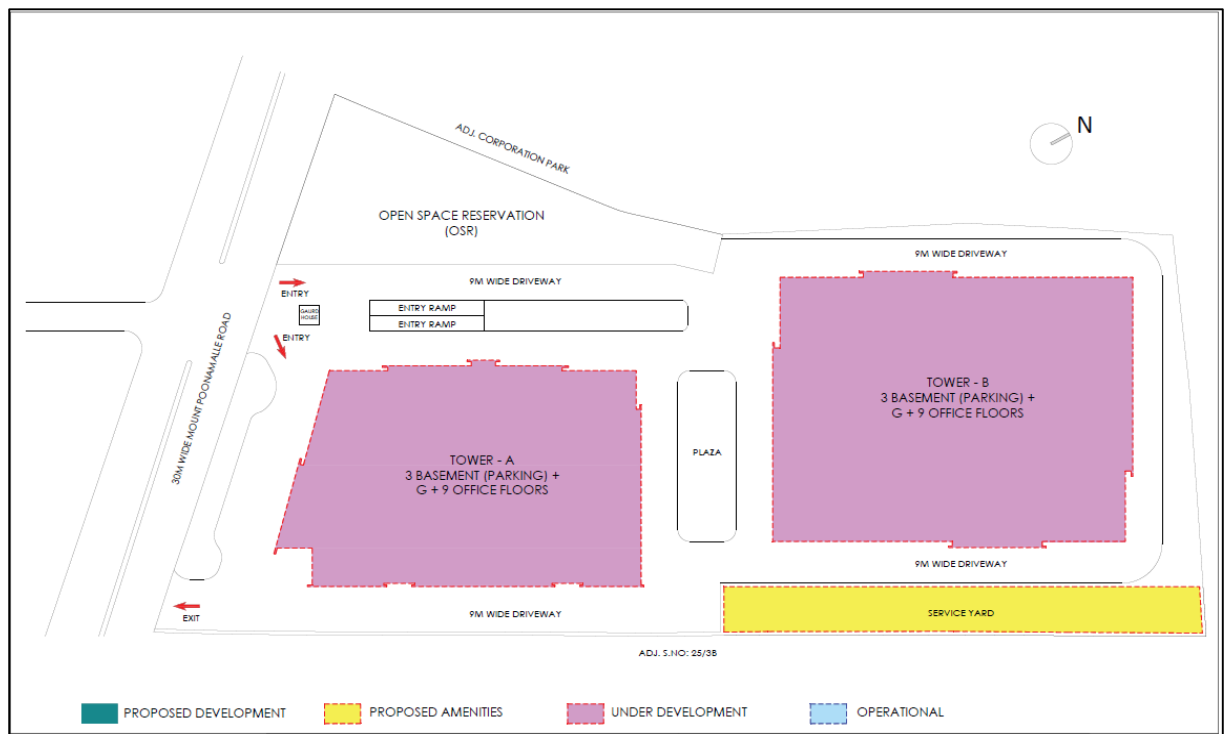 N
ADJ. CORPORATION PARK
OPEN SPACE RESERVATION
(OSR)
9M WIDE DRIVEWAY
9M WIDE DRIVEWAY
ENTRY
GAURD
HOUSE
ENTRY RAMP
ENTRY RAMP
ENTRY
30M WIDE MOUNT POONAMALLE ROAD
TOWER - B
3 BASEMENT (PARKING) +
G + 9 OFFICE FLOORS
PLAZA
TOWER - A
3 BASEMENT (PARKING) +
G + 9 OFFICE FLOORS
9M WIDE DRIVEWAY
EXIT
9M WIDE DRIVEWAY
SERVICE YARD
ADJ. S.NO: 25/3B
PROPOSED DEVELOPMENT
PROPOSED AMENITIES
UNDER DEVELOPMENT
OPERATIONAL